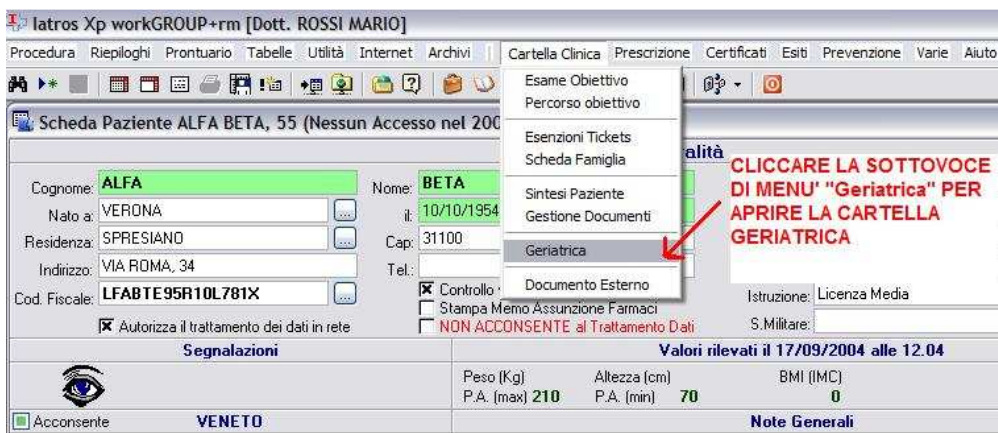 Iatros Xp workGROUP+rm [Dott. ROSSI MARIO]
Procedura Riepiloghi Prontuario Tabelle Utilità Internet Archivi Cartella Clinica Prescrizione Certificati Esiti Prevenzione Varie Aiuto
Esame Obiettivo
Percorso obiettivo
Esenzioni Tickets
Scheda Famiglia
Sintesi Paziente
Gestione Documenti
Geriatrica
Documento Esterno
Scheda Paziente ALFA BETA, 55 (Nessun Accesso nel 200
alità
CLICCARE LA SOTTOVOCE
DI MENU' "Geriatrica" PER
APRIRE LA CARTELLA
GERIATRICA
Cognome: ALFA Nome: BETA
Nato a: VERONA ... il: 10/10/1954
Residenza: SPRESIANO ... Cap: 31100
Indirizzo: VIA ROMA, 34 Tel.:
Cod. Fiscale: LFABTE95R10L781X ... Controllo
Istruzione: Licenza Media
Stampa Memo Assunzione Farmaci
Autorizza il trattamento dei dati in rete NON ACCONSENTE al Trattamento Dati S.Militare:
Segnalazioni Valori rilevati il 17/09/2004 alle 12.04
Peso (Kg) Altezza (cm) BMI (IMC)
P.A. (max) 210 P.A. (min) 70 0
Acconsente VENETO Note Generali